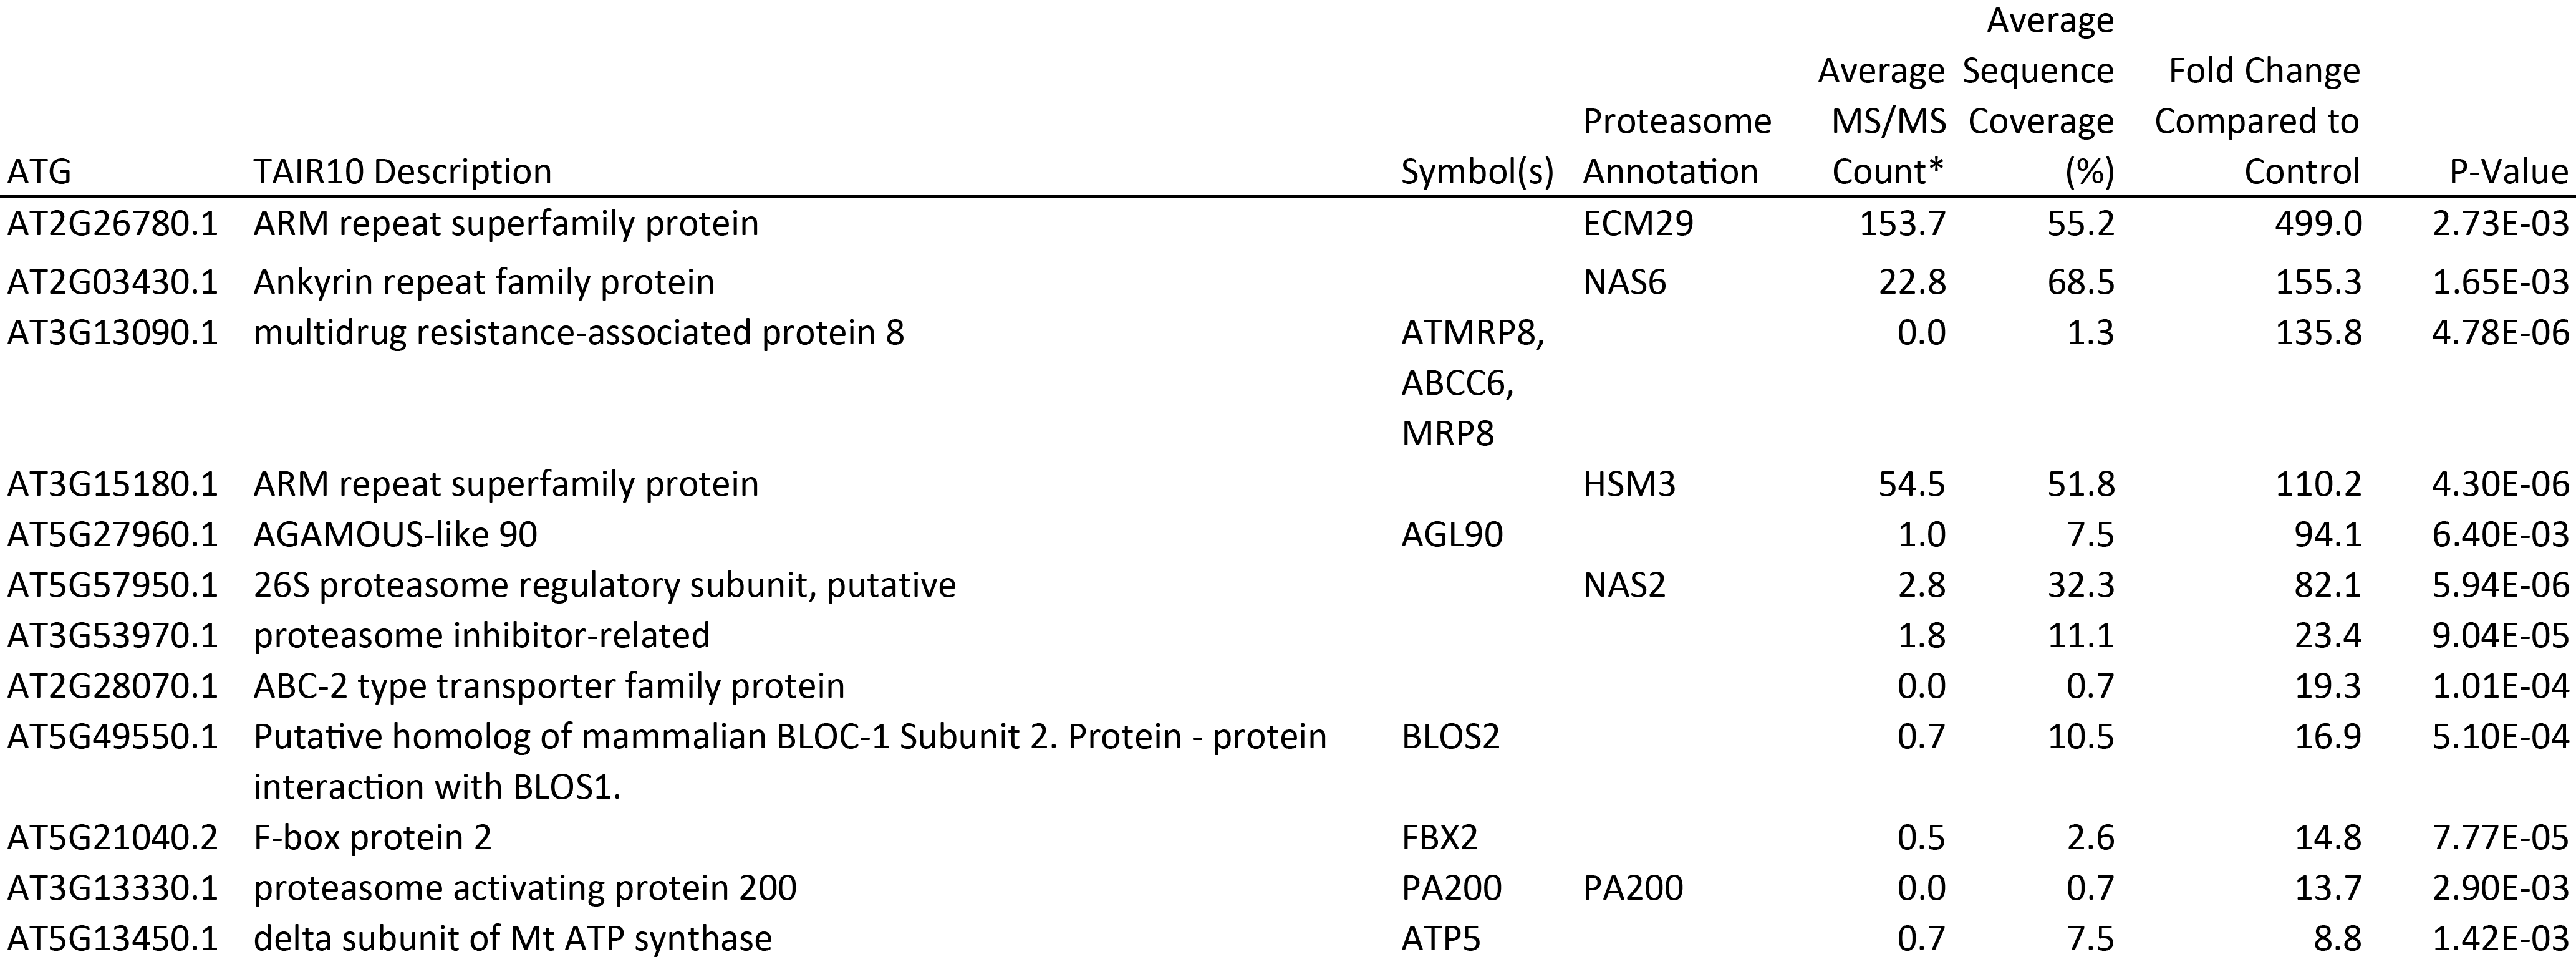 Average
Average Sequence Fold Change
Proteasome MS/MS Coverage Compared to
ATG TAIR10 Description Symbol(s) Annotation Count* (%) Control P-Value
AT2G26780.1 ARM repeat superfamily protein ECM29 153.7 55.2 499.0 2.73E-03
AT2G03430.1 Ankyrin repeat family protein NAS6 22.8 68.5 155.3 1.65E-03
AT3G13090.1 multidrug resistance-associated protein 8 ATMRP8, 0.0 1.3 135.8 4.78E-06
ABCC6,
MRP8
AT3G15180.1 ARM repeat superfamily protein HSM3 54.5 51.8 110.2 4.30E-06
AT5G27960.1 AGAMOUS-like 90 AGL90 1.0 7.5 94.1 6.40E-03
AT5G57950.1 26S proteasome regulatory subunit, putative NAS2 2.8 32.3 82.1 5.94E-06
AT3G53970.1 proteasome inhibitor-related 1.8 11.1 23.4 9.04E-05
AT2G28070.1 ABC-2 type transporter family protein 0.0 0.7 19.3 1.01E-04
AT5G49550.1 Putative homolog of mammalian BLOC-1 Subunit 2. Protein - protein BLOS2 0.7 10.5 16.9 5.10E-04
interaction with BLOS1.
AT5G21040.2 F-box protein 2 FBX2 0.5 2.6 14.8 7.77E-05
AT3G13330.1 proteasome activating protein 200 PA200 PA200 0.0 0.7 13.7 2.90E-03
AT5G13450.1 delta subunit of Mt ATP synthase ATP5 0.7 7.5 8.8 1.42E-03